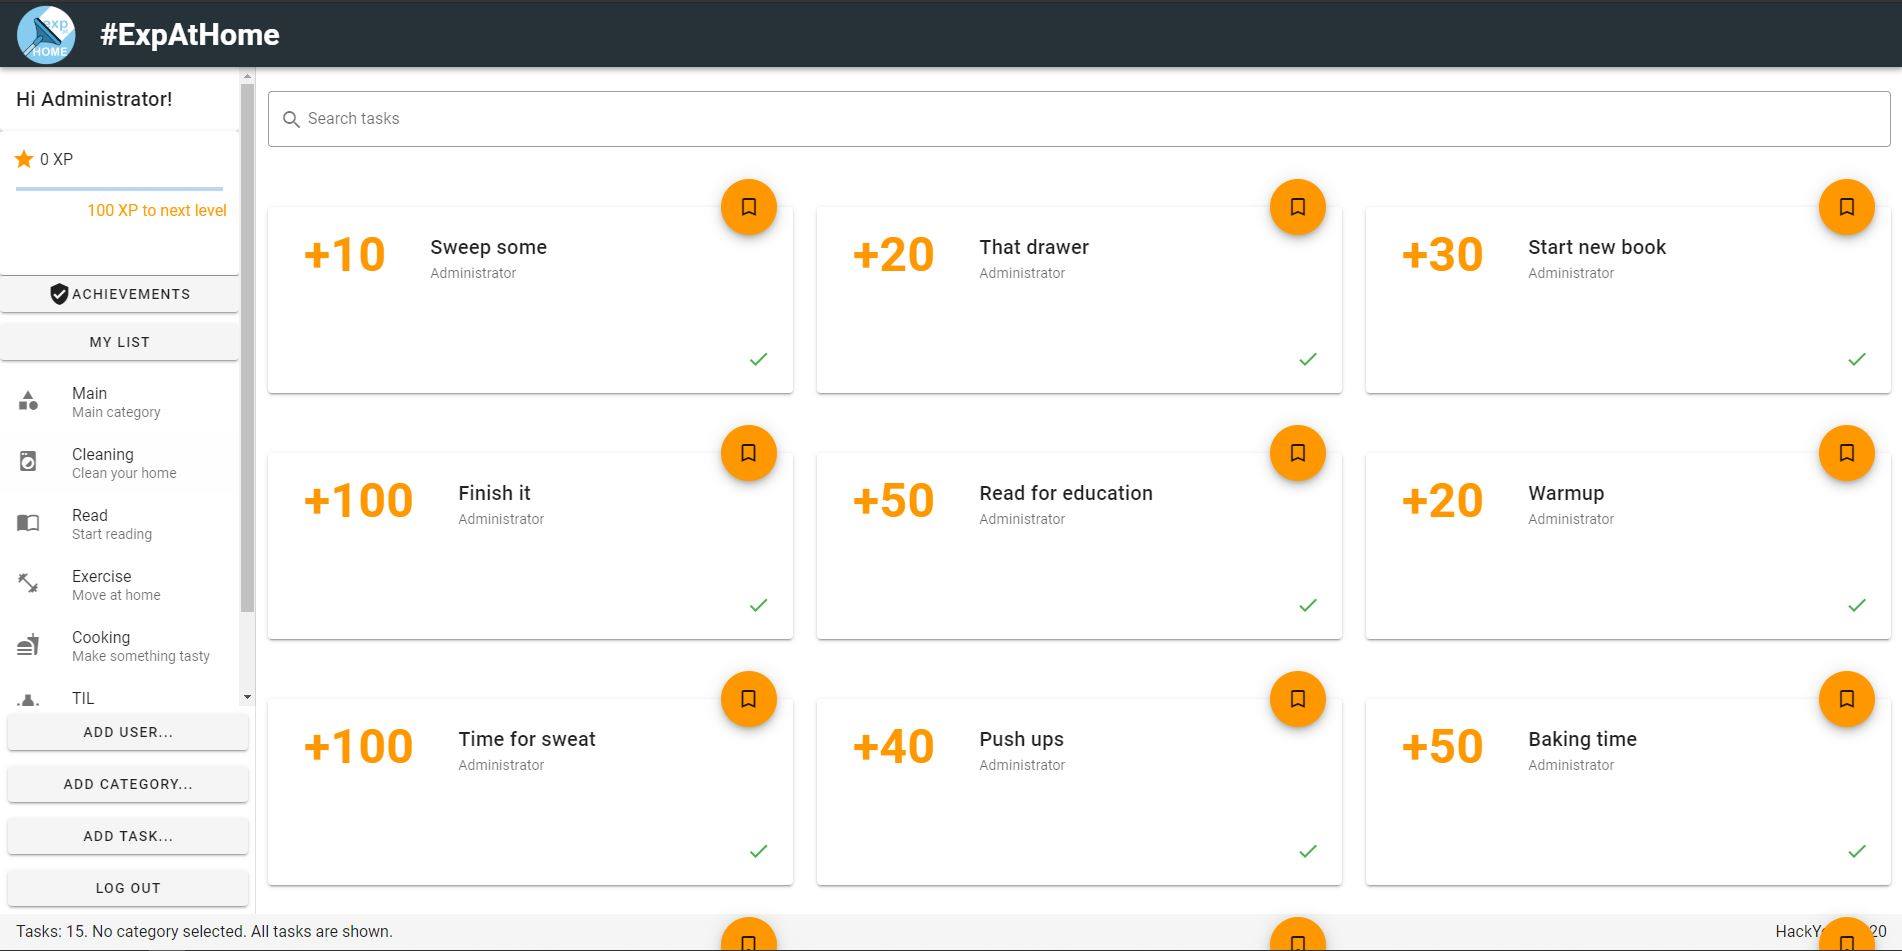 exp
HOME
#ExpAtHome
Hi Administrator!
0 XP
100 XP to next level
ACHIEVEMENTS
MY LIST
Main
Main category
Cleaning
Clean your home
Read
Start reading
Exercise
Move at home
Cooking
Make something tasty
TIL
ADD USER...
ADD CATEGORY...
ADD TASK...
LOG OUT
Search tasks
+10
Sweep some
Administrator
+20
That drawer
Administrator
+30
Start new book
Administrator
+100
Finish it
Administrator
+50
Read for education
Administrator
+20
Warmup
Administrator
+100
Time for sweat
Administrator
+40
Push ups
Administrator
+50
Baking time
Administrator
Tasks: 15. No category selected. All tasks are shown.